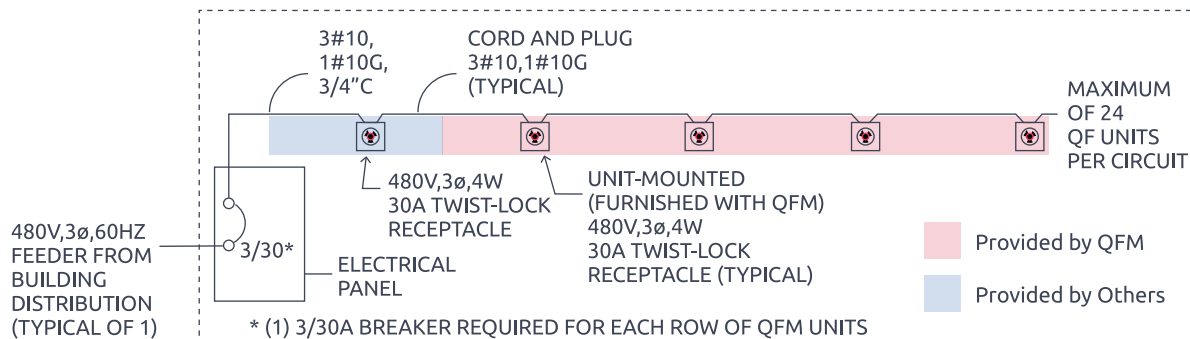 3#10,
1#10G,
3/4”C
CORD AND PLUG
3#10,1#10G
(TYPICAL)
MAXIMUM
OF 24
QF UNITS
PER CIRCUIT
480V,3ø,4W
30A TWIST-LOCK
RECEPTACLE
UNIT-MOUNTED
(FURNISHED WITH QFM)
480V,3ø,4W
30A TWIST-LOCK
RECEPTACLE (TYPICAL)
480V,3ø,60HZ
FEEDER FROM
BUILDING
DISTRIBUTION
(TYPICAL OF 1)
3/30*
ELECTRICAL
PANEL
Provided by QFM
Provided by Others
* (1) 3/30A BREAKER REQUIRED FOR EACH ROW OF QFM UNITS